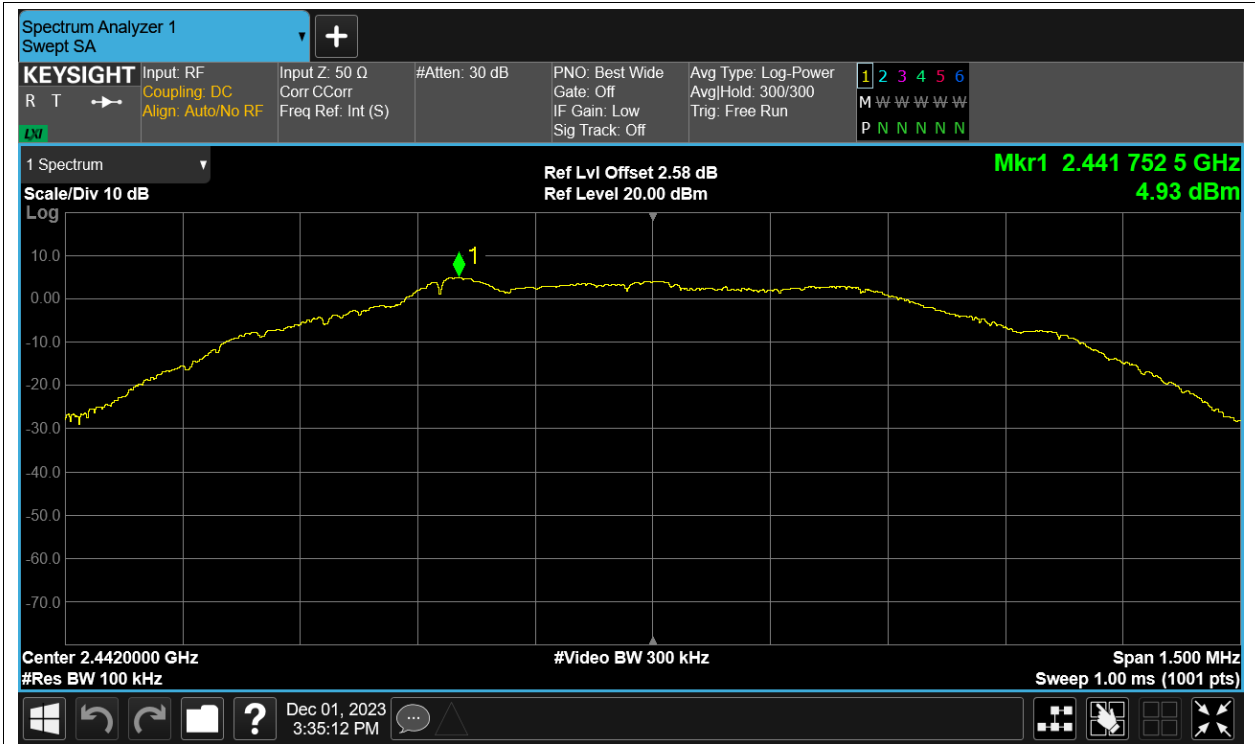 Spectrum Analyzer 1
Swept SA
+
KEYSIGHT
R T
LXI
Input: RF
Coupling: DC
Align: Auto/No RF
Input Z: 50 Ω
Corr CCorr
Freq Ref: Int (S)
#Atten: 30 dB
PNO: Best Wide
Gate: Off
IF Gain: Low
Sig Track: Off
Avg Type: Log-Power
Avg|Hold: 300/300
Trig: Free Run
1 2 3 4 5 6
M W W W W W
P N N N N N
1 Spectrum
Scale/Div 10 dB
Log
Ref Lvl Offset 2.58 dB
Ref Level 20.00 dBm
Mkr1 2.441 752 5 GHz
4.93 dBm
1
10.0
0.00
-10.0
-20.0
-30.0
-40.0
-50.0
-60.0
-70.0
Center 2.4420000 GHz
#Video BW 300 kHz
Span 1.500 MHz
#Res BW 100 kHz
Sweep 1.00 ms (1001 pts)
?
Dec 01, 2023
3:35:12 PM